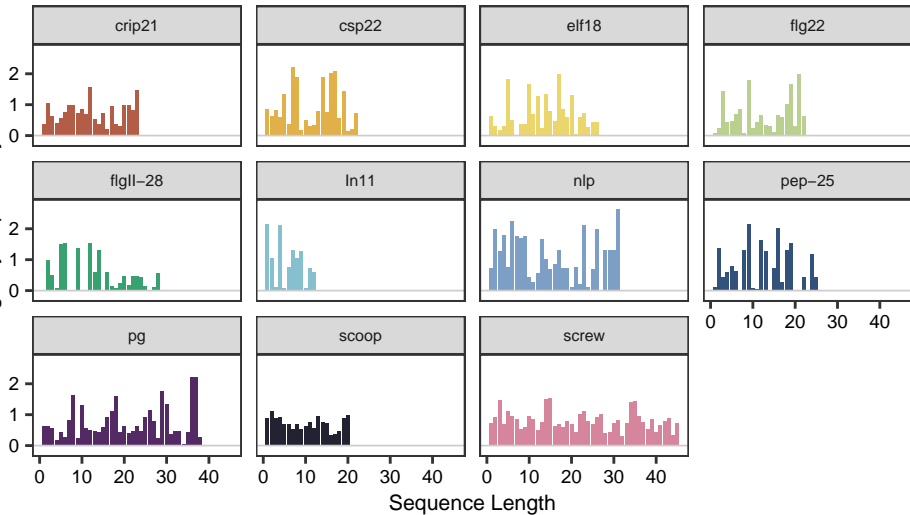 crip21 csp22 elf18 flg22
2
1
0
flgII−28 In11 nlp pep−25
2
1
0
0 10 20 30 40
pg scoop screw
2
1
0
0 10 20 30 40 0 10 20 30 40 0 10 20 30 40
Sequence Length